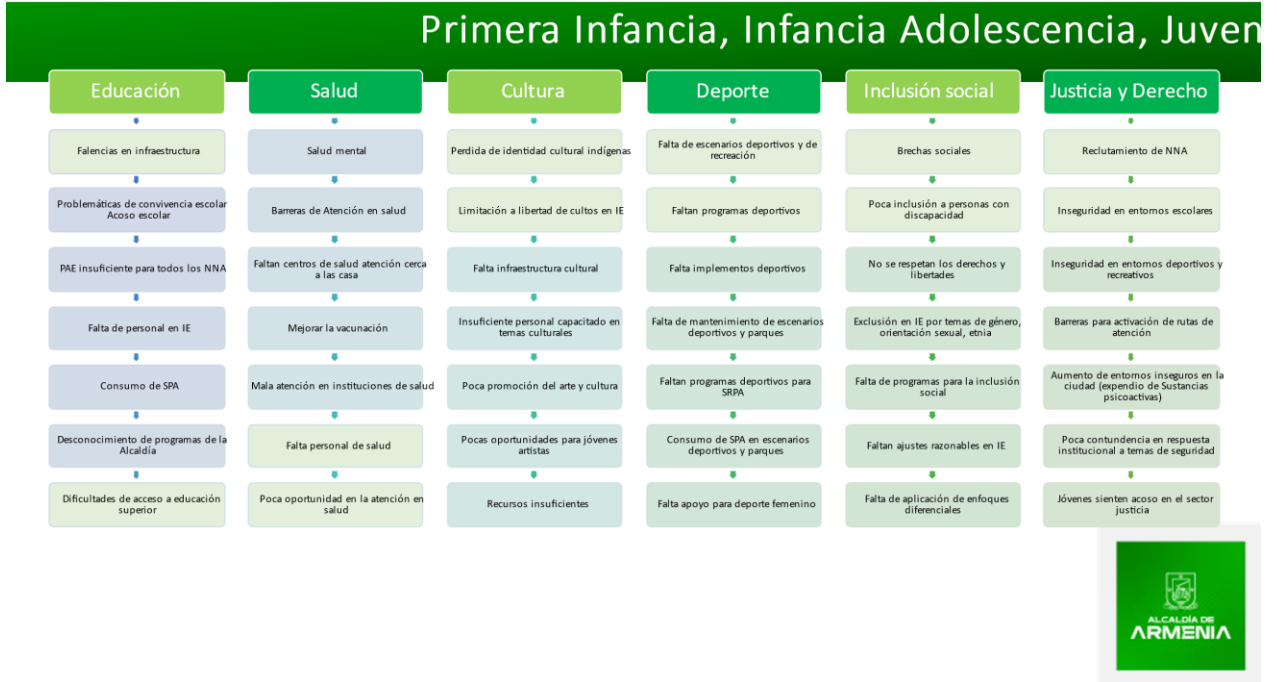 Primera Infancia, Infancia Adolescencia, Juven
Educación
Falencias en infraestructura
Problemáticas de convivencia escolar
Acoso escolar
PAE insuficiente para todos los NNA
Falta de personal en IE
Consumo de SPA
Desconocimiento de programas de la
Alcaldía
Dificultades de acceso a educación
superior
Salud
Salud mental
Barreras de Atención en salud
Faltan centros de salud atención cerca
a las casa
Mejorar la vacunación
Mala atención en instituciones de salud
Falta personal de salud
Poca oportunidad en la atención en
salud
Cultura
Perdida de identidad cultural indígenas
Limitación a libertad de cultos en IE
Falta infraestructura cultural
Insuficiente personal capacitado en
temas culturales
Poca promoción del arte y cultura
Pocas oportunidades para jóvenes
artistas
Recursos insuficientes
Deporte
Falta de escenarios deportivos y de
recreación
Faltan programas deportivos
Falta implementos deportivos
Falta de mantenimiento de escenarios
deportivos y parques
Faltan programas deportivos para
SRPA
Consumo de SPA en escenarios
deportivos y parques
Falta apoyo para deporte femenino
Inclusión social
Brechas sociales
Poca inclusión a personas con
discapacidad
No se respetan los derechos y
libertades
Exclusión en IE por temas de género,
orientación sexual, etnia
Falta de programas para la inclusión
social
Faltan ajustes razonables en IE
Falta de aplicación de enfoques
diferenciales
Justicia y Derecho
Reclutamiento de NNA
Inseguridad en entornos escolares
Inseguridad en entornos deportivos y
recreativos
Barreras para activación de rutas de
atención
Aumento de entornos inseguros en la
ciudad (expendio de Sustancias
psicoactivas)
Poca contundencia en respuesta
institucional a temas de seguridad
Jóvenes sienten acoso en el sector
justicia
ALCALDÍA DE
ARMENIA